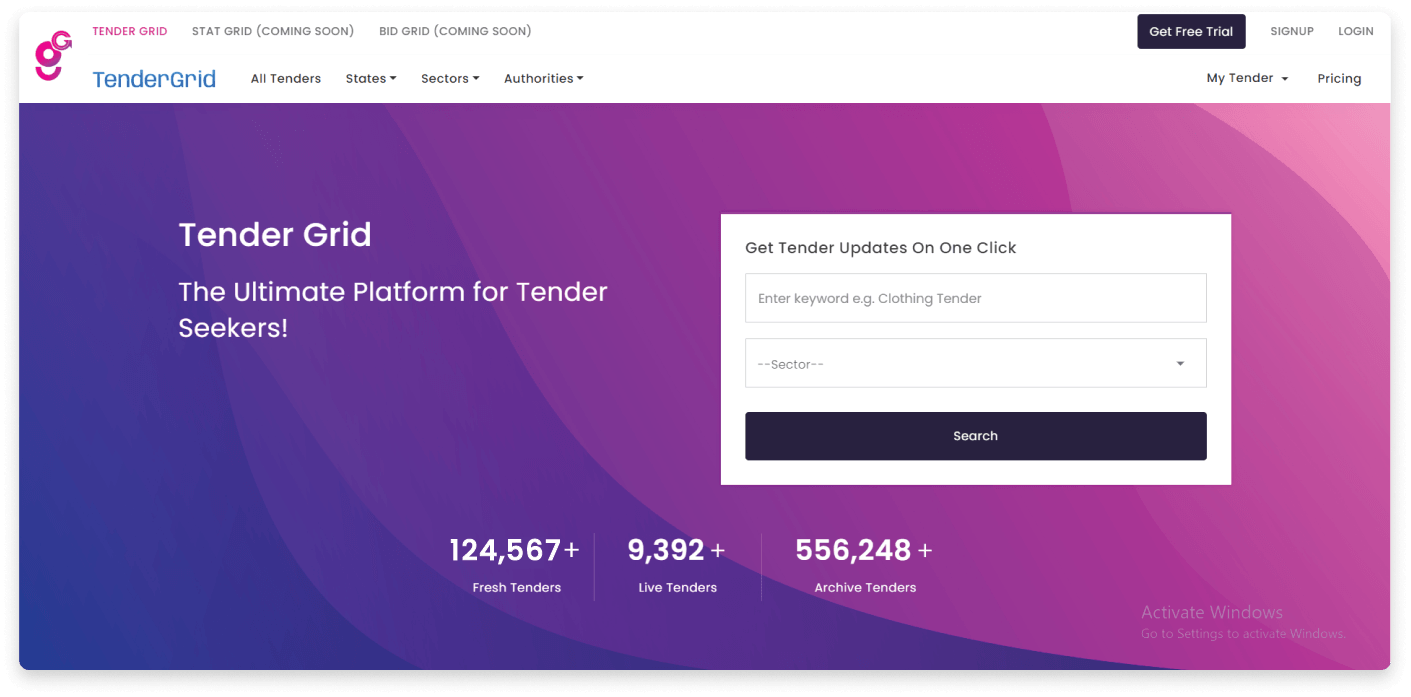 TENDER GRID STAT GRID (COMING SOON) BID GRID (COMING SOON) Get Free Trial SIGNUP LOGIN
TenderGrid All Tenders States Sectors Authorities My Tender Pricing
Tender Grid
The Ultimate Platform for Tender
Seekers!
Get Tender Updates On One Click
Enter keyword e.g. Clothing Tender
--Sector--
Search
124,567+ 9,392 + 556,248 +
Fresh Tenders Live Tenders Archive Tenders
Activate Windows
Go to Settings to activate Windows.